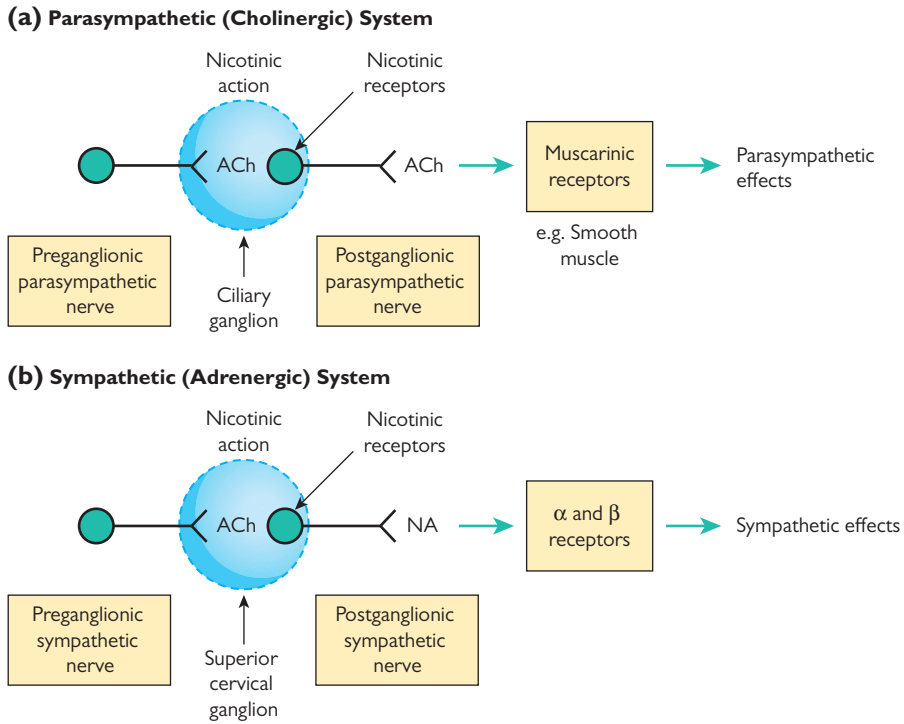 (a) Parasympathetic (Cholinergic) System
Nicotinic
action
Nicotinic
receptors
ACh
ACh
Muscarinic
receptors
Parasympathetic
effects
e.g. Smooth
muscle
Preganglionic
parasympathetic
nerve
Ciliary
ganglion
Postganglionic
parasympathetic
nerve
(b) Sympathetic (Adrenergic) System
Nicotinic
action
Nicotinic
receptors
ACh
NA
α and β
receptors
Sympathetic effects
Preganglionic
sympathetic
nerve
Superior
cervical
ganglion
Postganglionic
sympathetic
nerve